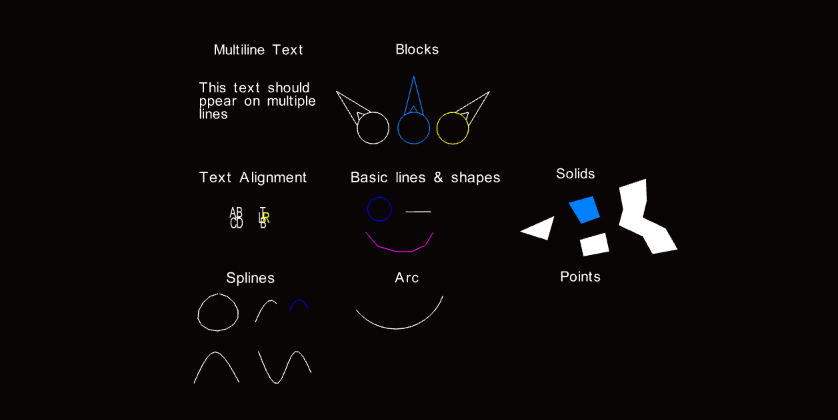 Multiline Text
Blocks
This text should
ppear on multiple
lines
Text Alignment
Basic lines & shapes
Solids
AB
CD
T
L R
B
Splines
Arc
Points